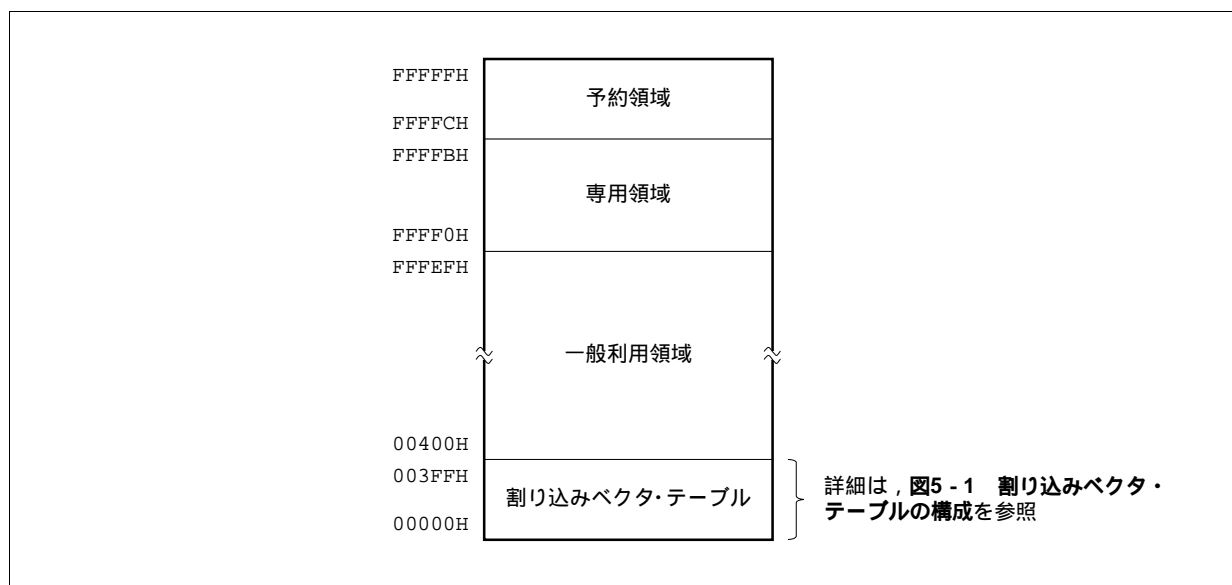 FFFFFH
予約領域
FFFFCH
FFFFBH
専用領域
FFFF0H
FFFEFH
一般利用領域
00400H
003FFH
割り込みベクタ・テーブル
00000H
詳細は，図5 - 1　割り込みベクタ・
テーブルの構成を参照